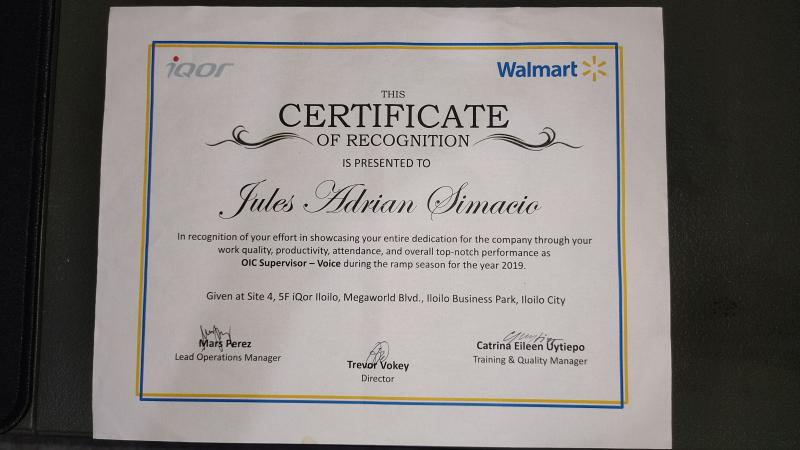 iQor
Walmart
THIS
CERTIFICATE
OF RECOGNITION
IS PRESENTED TO
Jules Adrian Simacio
In recognition of your effort in showcasing your entire dedication for the company through your
work quality, productivity, attendance, and overall top-notch performance as
OIC Supervisor – Voice during the ramp season for the year 2019.
Given at Site 4, 5F iQor Iloilo, Megaworld Blvd., Iloilo Business Park, Iloilo City
Mars Perez
Lead Operations Manager
Trevor Vokey
Director
Catrina Eileen Uytiepo
Training & Quality Manager